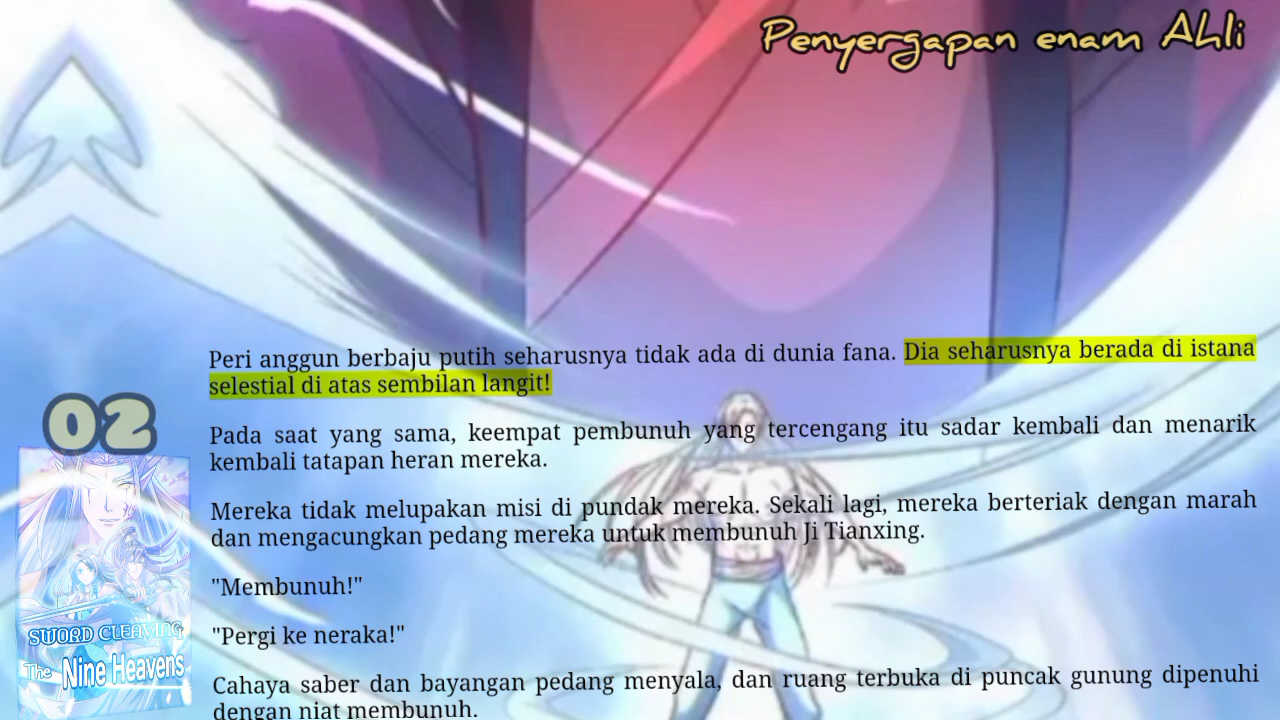 Penyergapan enam Ahli
Peri anggun berbaju putih seharusnya tidak ada di dunia fana. Dia seharusnya berada di istana
selestial di atas sembilan langit!
Pada saat yang sama, keempat pembunuh yang tercengang itu sadar kembali dan menarik
kembali tatapan heran mereka.
Mereka tidak melupakan misi di pundak mereka. Sekali lagi, mereka berteriak dengan marah
dan mengacungkan pedang mereka untuk membunuh Ji Tianxing.
"Membunuh!"
"Pergi ke neraka!"
Cahaya saber dan bayangan pedang menyala, dan ruang terbuka di puncak gunung dipenuhi
dengan niat membunuh.
02
SWORD CLEAVING
The Nine Heavens